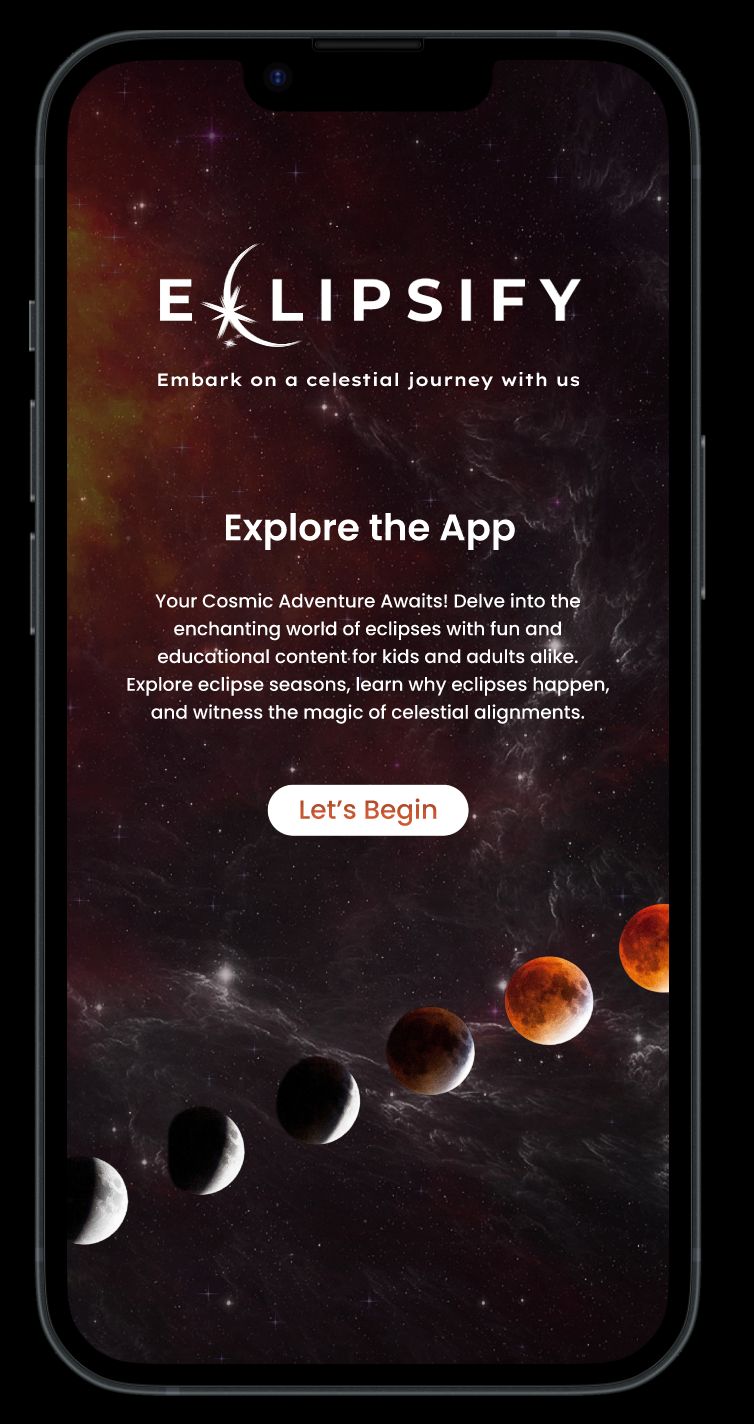 ECLIPSIFY
Embark on a celestial journey with us
Explore the App
Your Cosmic Adventure Awaits! Delve into the
enchanting world of eclipses with fun and
educational content for kids and adults alike.
Explore eclipse seasons, learn why eclipses happen,
and witness the magic of celestial alignments.
Let’s Begin